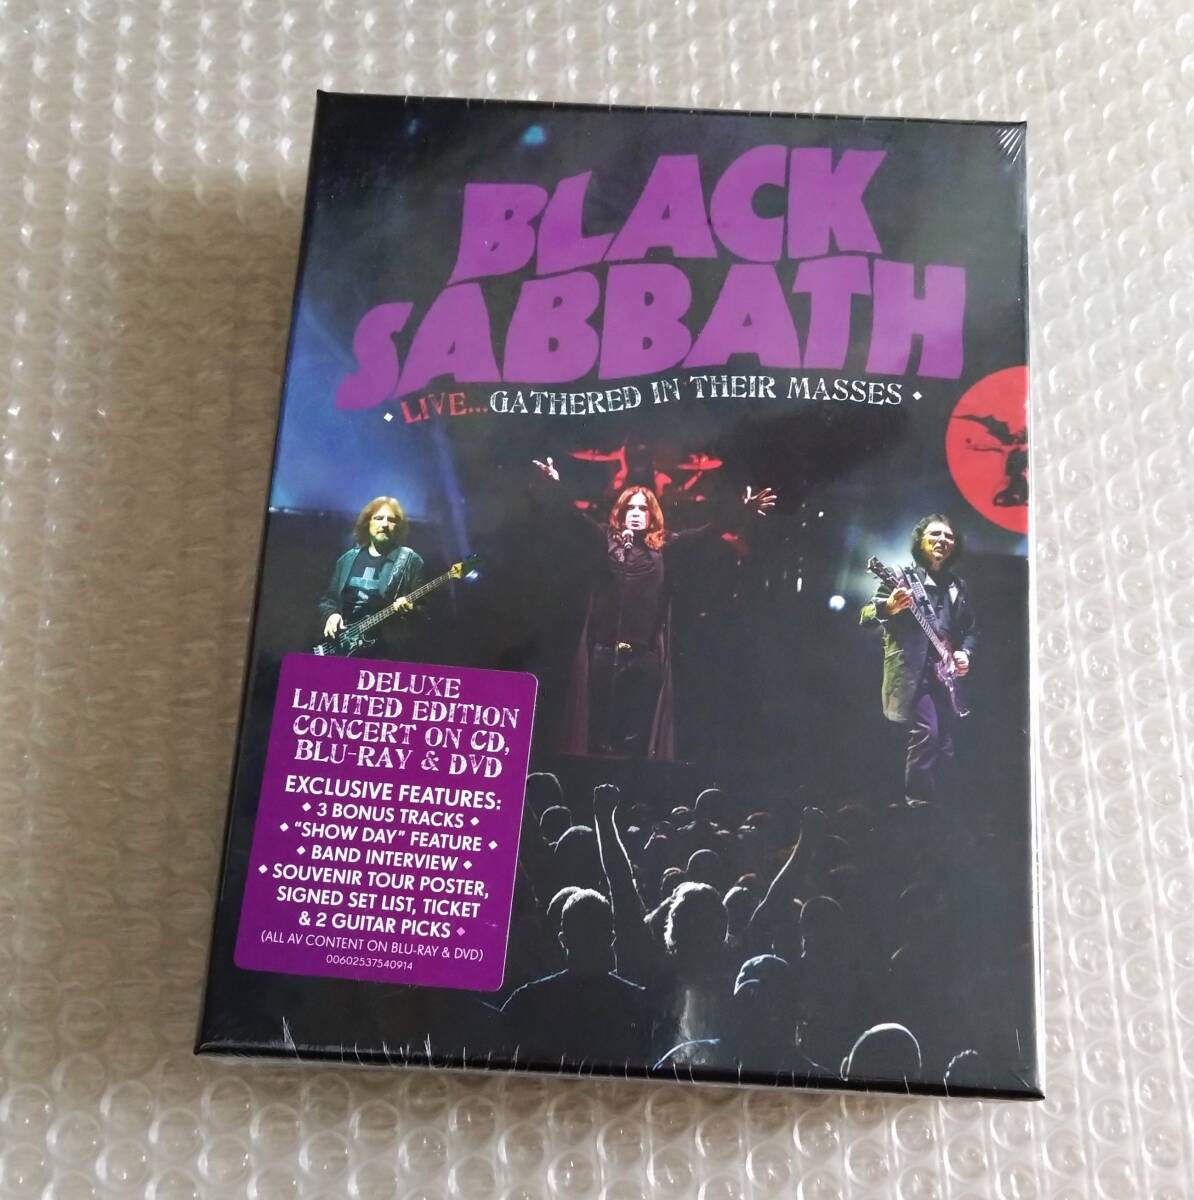 BLACK
SABBATH
◆ LIVE...GATHERED IN THEIR MASSES ◆
DELUXE
LIMITED EDITION
CONCERT ON CD,
BLU-RAY & DVD
EXCLUSIVE FEATURES:
◆ 3 BONUS TRACKS ◆
◆ “SHOW DAY” FEATURE ◆
◆ BAND INTERVIEW ◆
◆ SOUVENIR TOUR POSTER,
SIGNED SET LIST, TICKET
& 2 GUITAR PICKS ◆
(ALL AV CONTENT ON BLU-RAY & DVD)
00602537540914